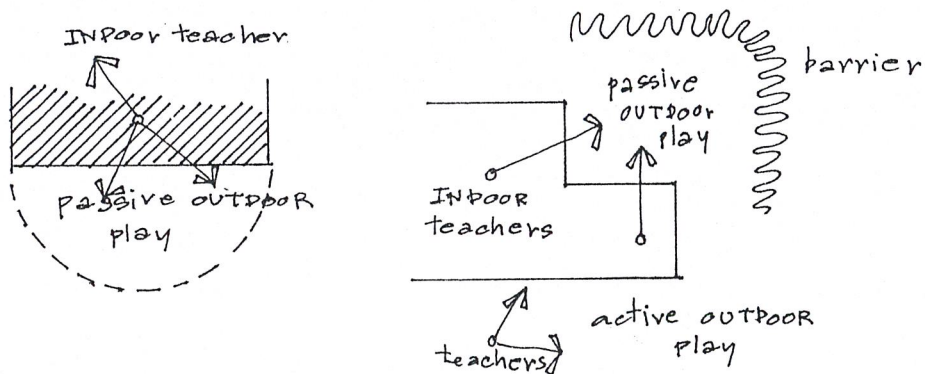 INDOOR teacher
passive OUTDOOR
play
barrier
passive
OUTDOOR
play
INDOOR
teachers
teachers
active OUTDOOR
play